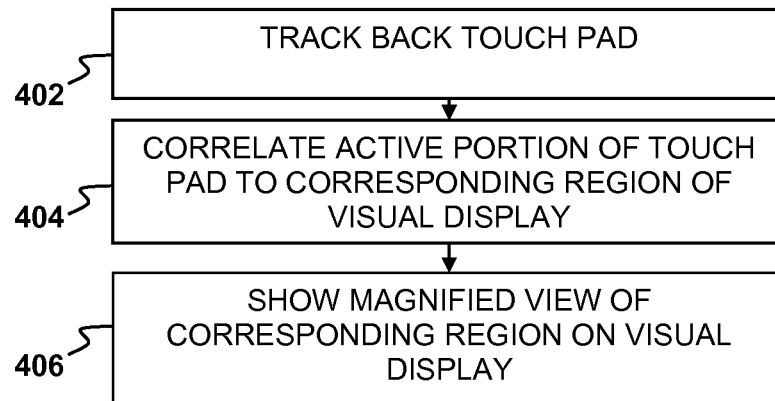 TRACK BACK TOUCH PAD
402
CORRELATE ACTIVE PORTION OF TOUCH
PAD TO CORRESPONDING REGION OF
VISUAL DISPLAY
404
SHOW MAGNIFIED VIEW OF
CORRESPONDING REGION ON VISUAL
DISPLAY
406